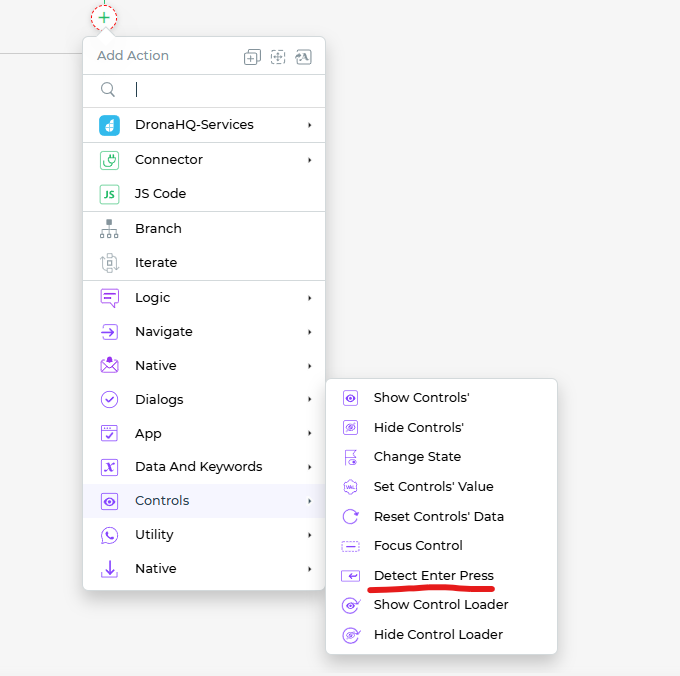 Add Action
DronaHQ-Services
Connector
JS
JS Code
Branch
Iterate
Logic
Navigate
Native
Dialogs
App
Data And Keywords
Controls
Utility
Native
Show Controls'
Hide Controls'
Change State
VAL
Set Controls' Value
Reset Controls' Data
Focus Control
Detect Enter Press
Show Control Loader
Hide Control Loader